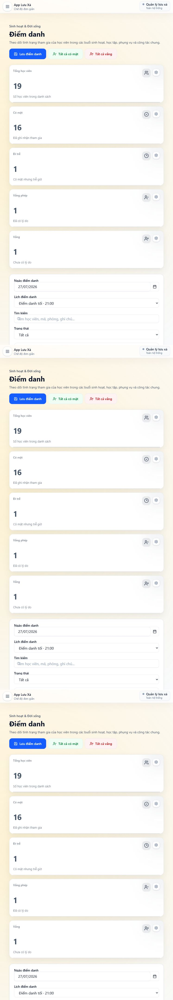 App Lưu Xá
Chế độ đơn giản
Quản lý lưu xá
Toàn hệ thống
Sinh hoạt & Đời sống
Điểm danh
Theo dõi tình trạng tham gia của học viên trong các buổi sinh hoạt, học tập, phụng vụ và công tác chung.
Lưu điểm danh
Tất cả có mặt
Tất cả vắng
Tổng học viên
19
Số học viên trong danh sách
Có mặt
16
Đã ghi nhận tham gia
Đi trễ
1
Có mặt nhưng trễ giờ
Vắng phép
1
Đã có lý do
Vắng
1
Chưa có lý do
Ngày điểm danh
27/07/2026
Lịch điểm danh
Điểm danh tối · 21:00
Tìm kiếm
Tìm học viên, mã, phòng, ghi chú...
Trạng thái
Tất cả
App Lưu Xá
Chế độ đơn giản
Quản lý lưu xá
Toàn hệ thống
Sinh hoạt & Đời sống
Điểm danh
Theo dõi tình trạng tham gia của học viên trong các buổi sinh hoạt, học tập, phụng vụ và công tác chung.
Lưu điểm danh
Tất cả có mặt
Tất cả vắng
Tổng học viên
19
Số học viên trong danh sách
Có mặt
16
Đã ghi nhận tham gia
Đi trễ
1
Có mặt nhưng trễ giờ
Vắng phép
1
Đã có lý do
Vắng
1
Chưa có lý do
Ngày điểm danh
27/07/2026
Lịch điểm danh
Điểm danh tối · 21:00
Tìm kiếm
Tìm học viên, mã, phòng, ghi chú...
Trạng thái
Tất cả
App Lưu Xá
Chế độ đơn giản
Quản lý lưu xá
Toàn hệ thống
Sinh hoạt & Đời sống
Điểm danh
Theo dõi tình trạng tham gia của học viên trong các buổi sinh hoạt, học tập, phụng vụ và công tác chung.
Lưu điểm danh
Tất cả có mặt
Tất cả vắng
Tổng học viên
19
Số học viên trong danh sách
Có mặt
16
Đã ghi nhận tham gia
Đi trễ
1
Có mặt nhưng trễ giờ
Vắng phép
1
Đã có lý do
Vắng
1
Chưa có lý do
Ngày điểm danh
27/07/2026
Lịch điểm danh
Điểm danh tối · 21:00